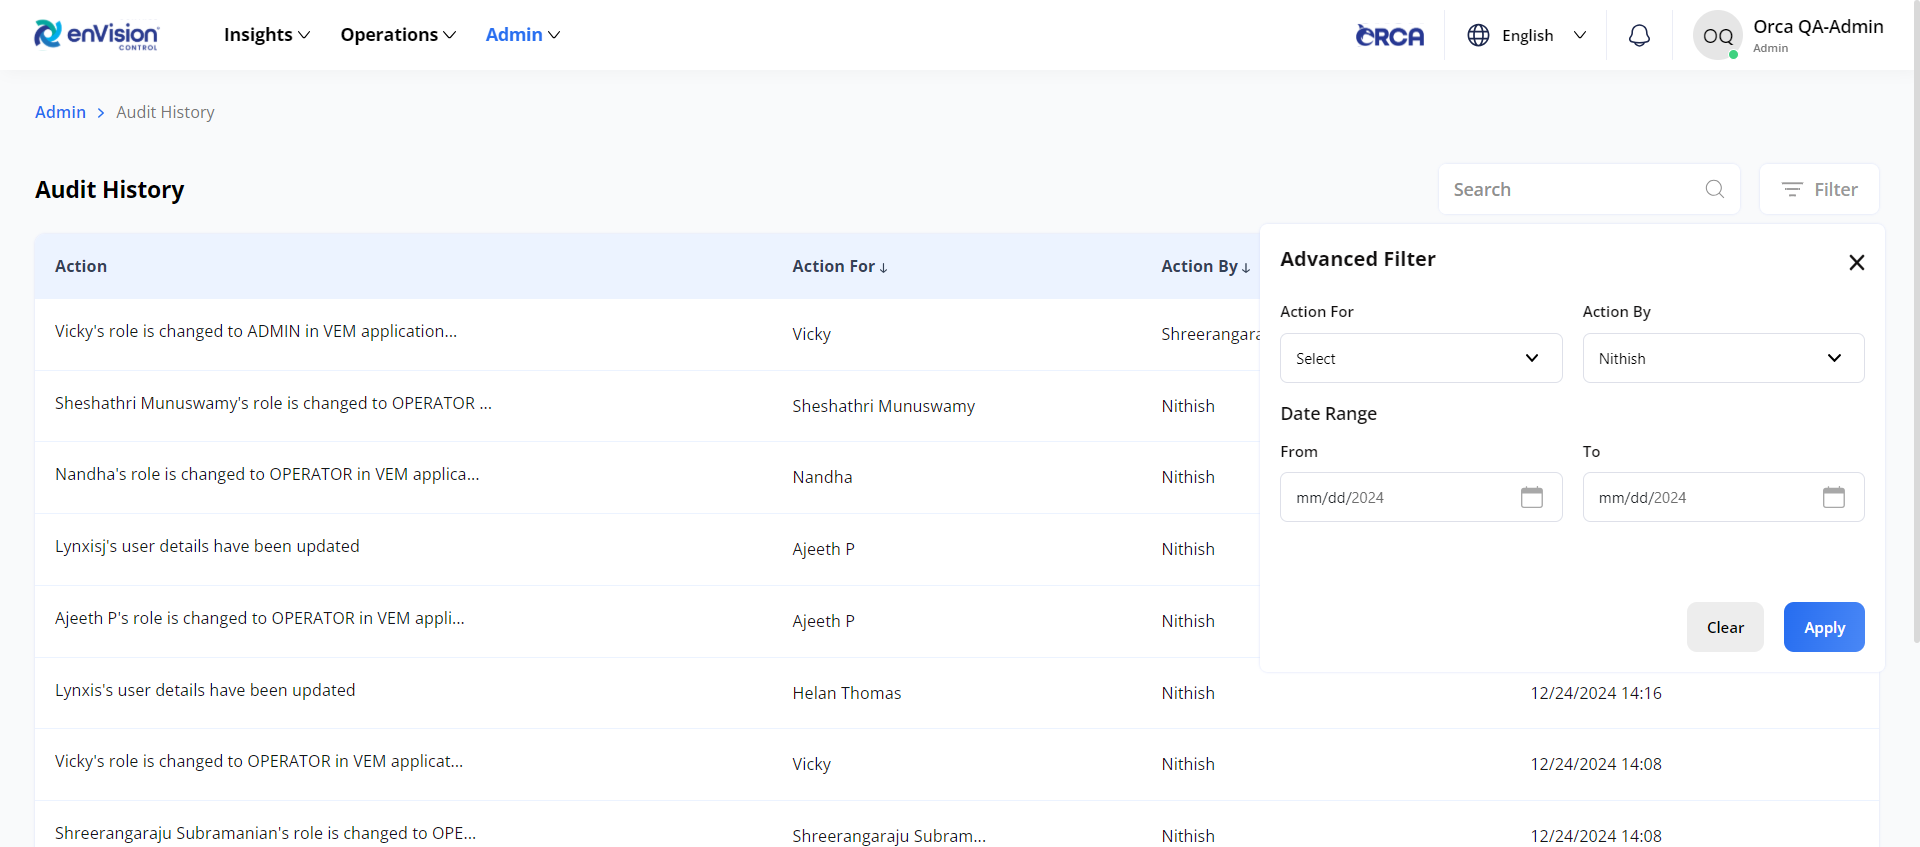 enVision
CONTROL
Insights
Operations
Admin
ORCA
English
OQ
Orca QA-Admin
Admin
Admin > Audit History
Audit History
Search
Filter
Action
Action For ↓
Action By ↓
Vicky's role is changed to ADMIN in VEM application...
Vicky
Shreerangara
Sheshathri Munuswamy's role is changed to OPERATOR ...
Sheshathri Munuswamy
Nithish
Nandha's role is changed to OPERATOR in VEM applica...
Nandha
Nithish
Lynxisj's user details have been updated
Ajeeth P
Nithish
Ajeeth P's role is changed to OPERATOR in VEM appli...
Ajeeth P
Nithish
Lynxis's user details have been updated
Helan Thomas
Nithish
12/24/2024 14:16
Vicky's role is changed to OPERATOR in VEM applicat...
Vicky
Nithish
12/24/2024 14:08
Shreerangaraju Subramanian's role is changed to OPE...
Shreerangaraju Subram...
Nithish
12/24/2024 14:08
Advanced Filter
Action For
Action By
Select
Nithish
Date Range
From
To
mm/dd/2024
mm/dd/2024
Clear
Apply